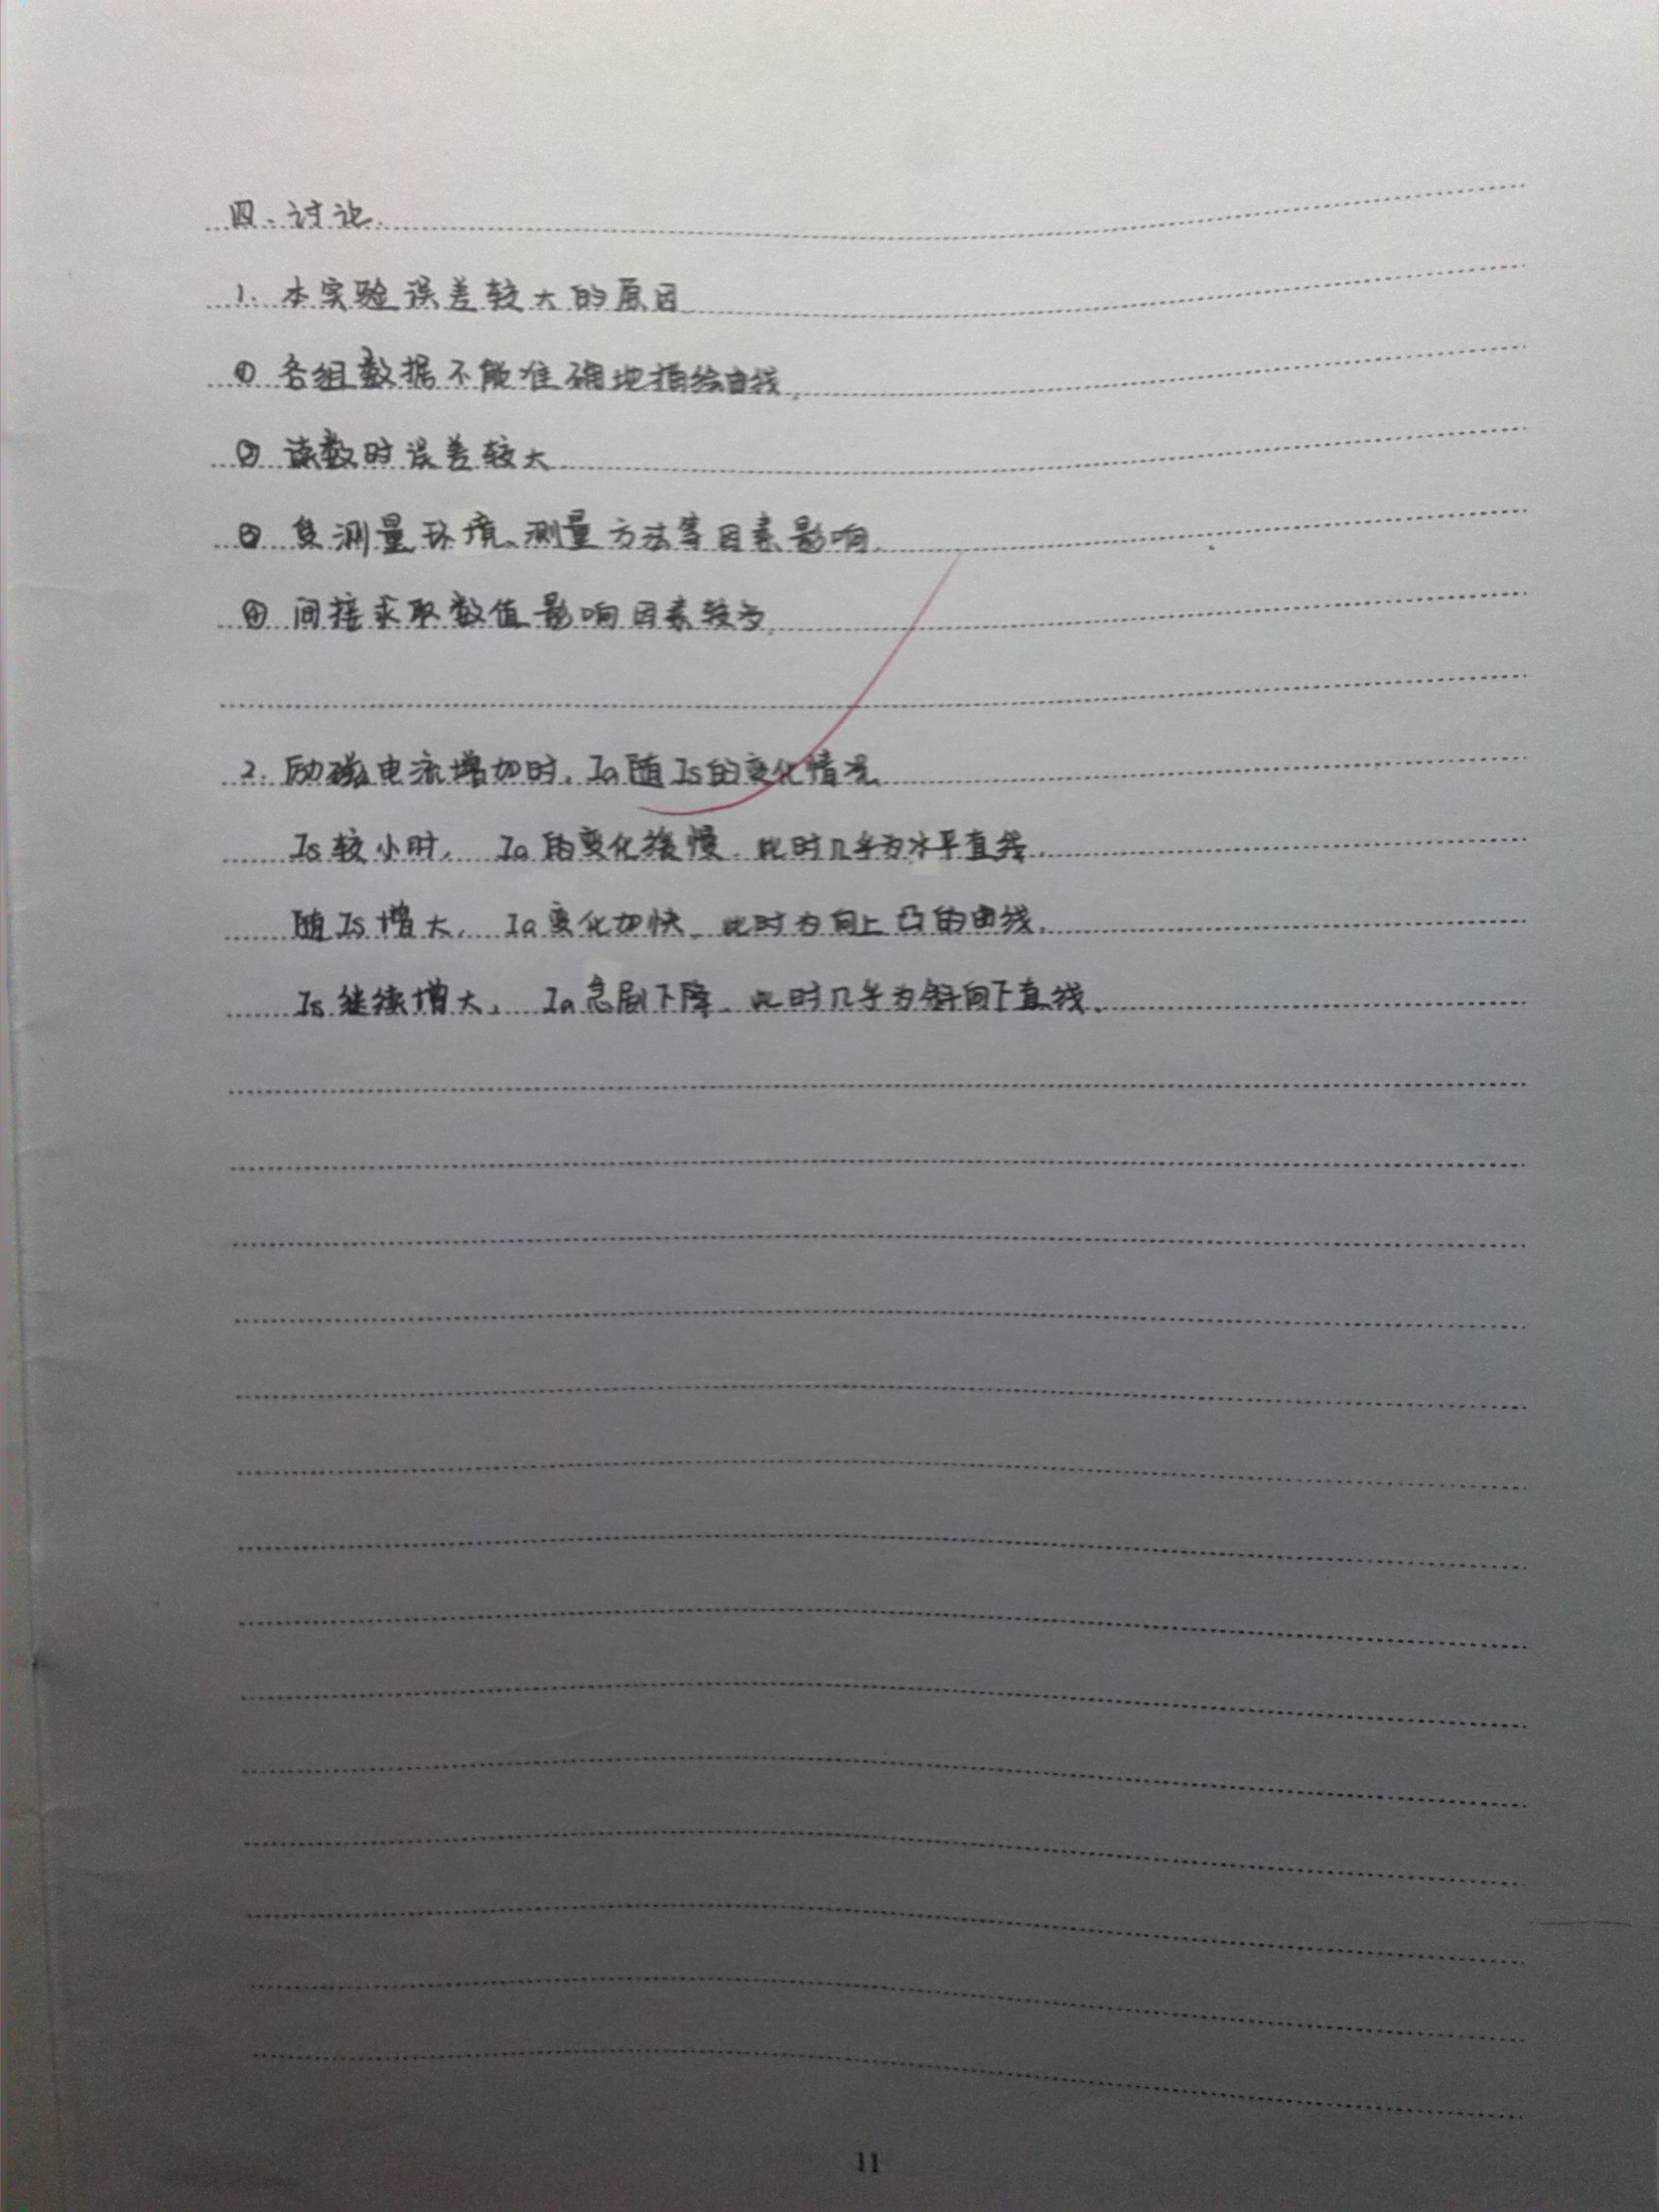 四、讨论.
1. 本实验误差较大的原因
① 各组数据不能准确地描绘曲线.
② 读数时误差较大
③ 测量环境、测量方法等因素影响.
④ 间接求取数值影响因素较多.
2. 励磁电流增加时, Ia随Is的变化情况.
Is较小时, Ia的变化缓慢. 此时几乎为水平直线.
随Is增大, Ia变化加快. 此时为向上凸的曲线.
Is继续增大, Ia急剧下降. 此时几乎为斜向下直线.
11